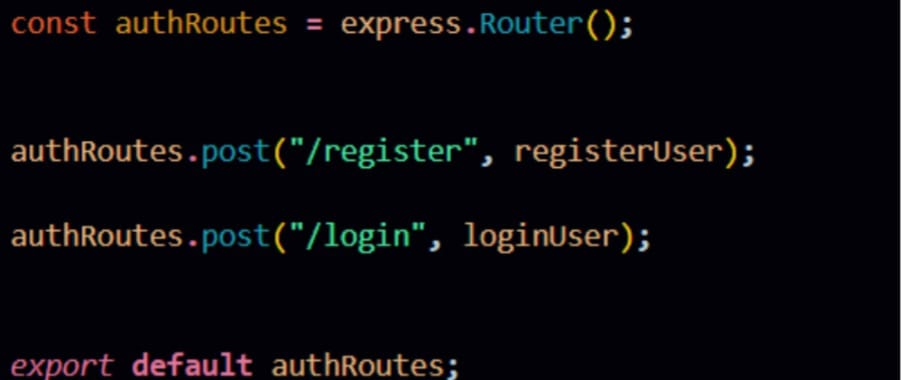 const authRoutes = express.Router();
authRoutes.post("/register", registerUser);
authRoutes.post("/login", loginUser);
export default authRoutes;